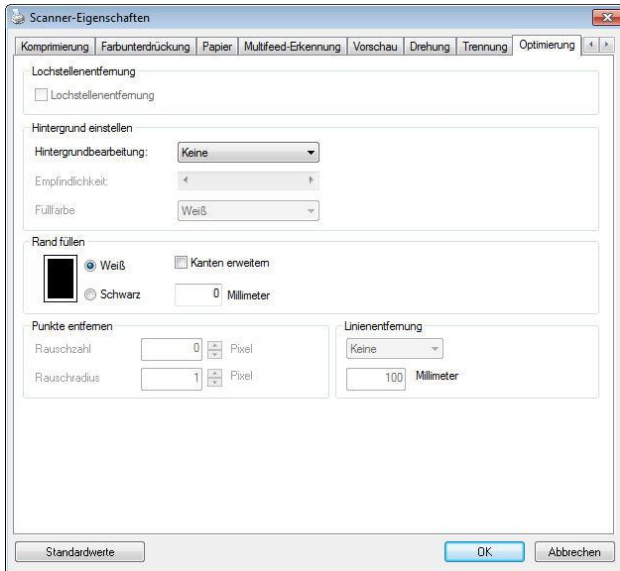 Scanner-Eigenschaften
Komprimierung Farbunterdrückung Papier Multifeed-Erkennung Vorschau Drehung Trennung Optimierung
Lochstellenentfernung
Lochstellenentfernung
Hintergrund einstellen
Hintergrundbearbeitung: Keine
Empfindlichkeit:
Füllfarbe Weiß
Rand füllen
Weiß Kanten erweitern
Schwarz 0 Millimeter
Punkte entfernen Linienentfernung
Rauschzahl 0 Pixel Keine
Rauschradius 1 Pixel 100 Millimeter
Standardwerte OK Abbrechen